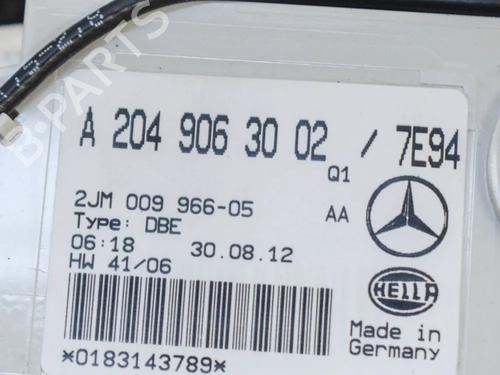 B-PARTS
A 204 906 30 02 / 7E94
Q1
2JM 009 966-05 AA
Type: DBE
06:18 30.08.12
HW 41/06
HELLA
Made in
Germany
*0183143789*